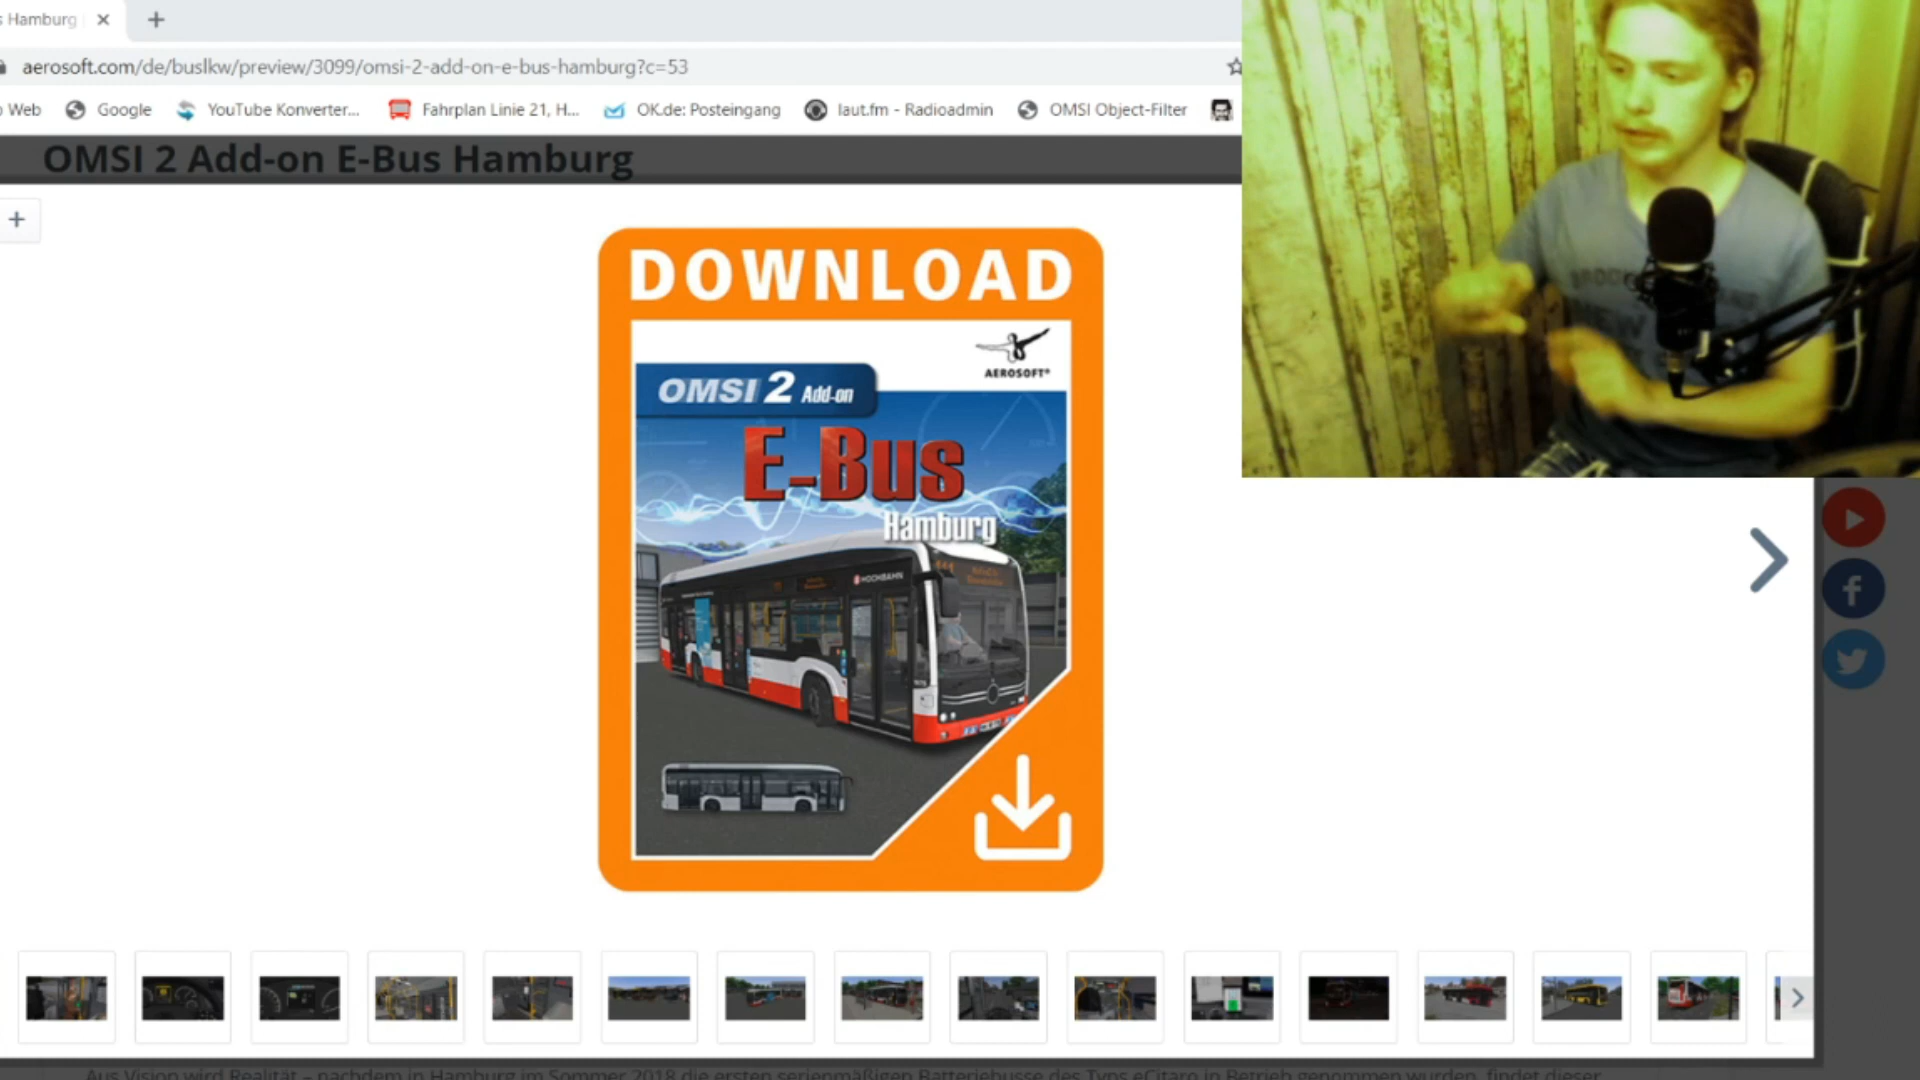 s Hamburg
aerosoft.com/de/buslkw/preview/3099/omsi-2-add-on-e-bus-hamburg?c=53
Web
Google
YouTube Konverter...
Fahrplan Linie 21, H...
OK.de: Posteingang
laut.fm - Radioadmin
OMSI Object-Filter
OMSI 2 Add-on E-Bus Hamburg
DOWNLOAD
AEROSOFT®
OMSI 2 Add-on
E-Bus
Hamburg
HOCHBAHN
Aus Vision wird Realität – nachdem in Hamburg im Sommer 2018 die ersten serienmäßigen Batteriebusse des Typs eCitaro in Betrieb genommen wurden, findet dieser